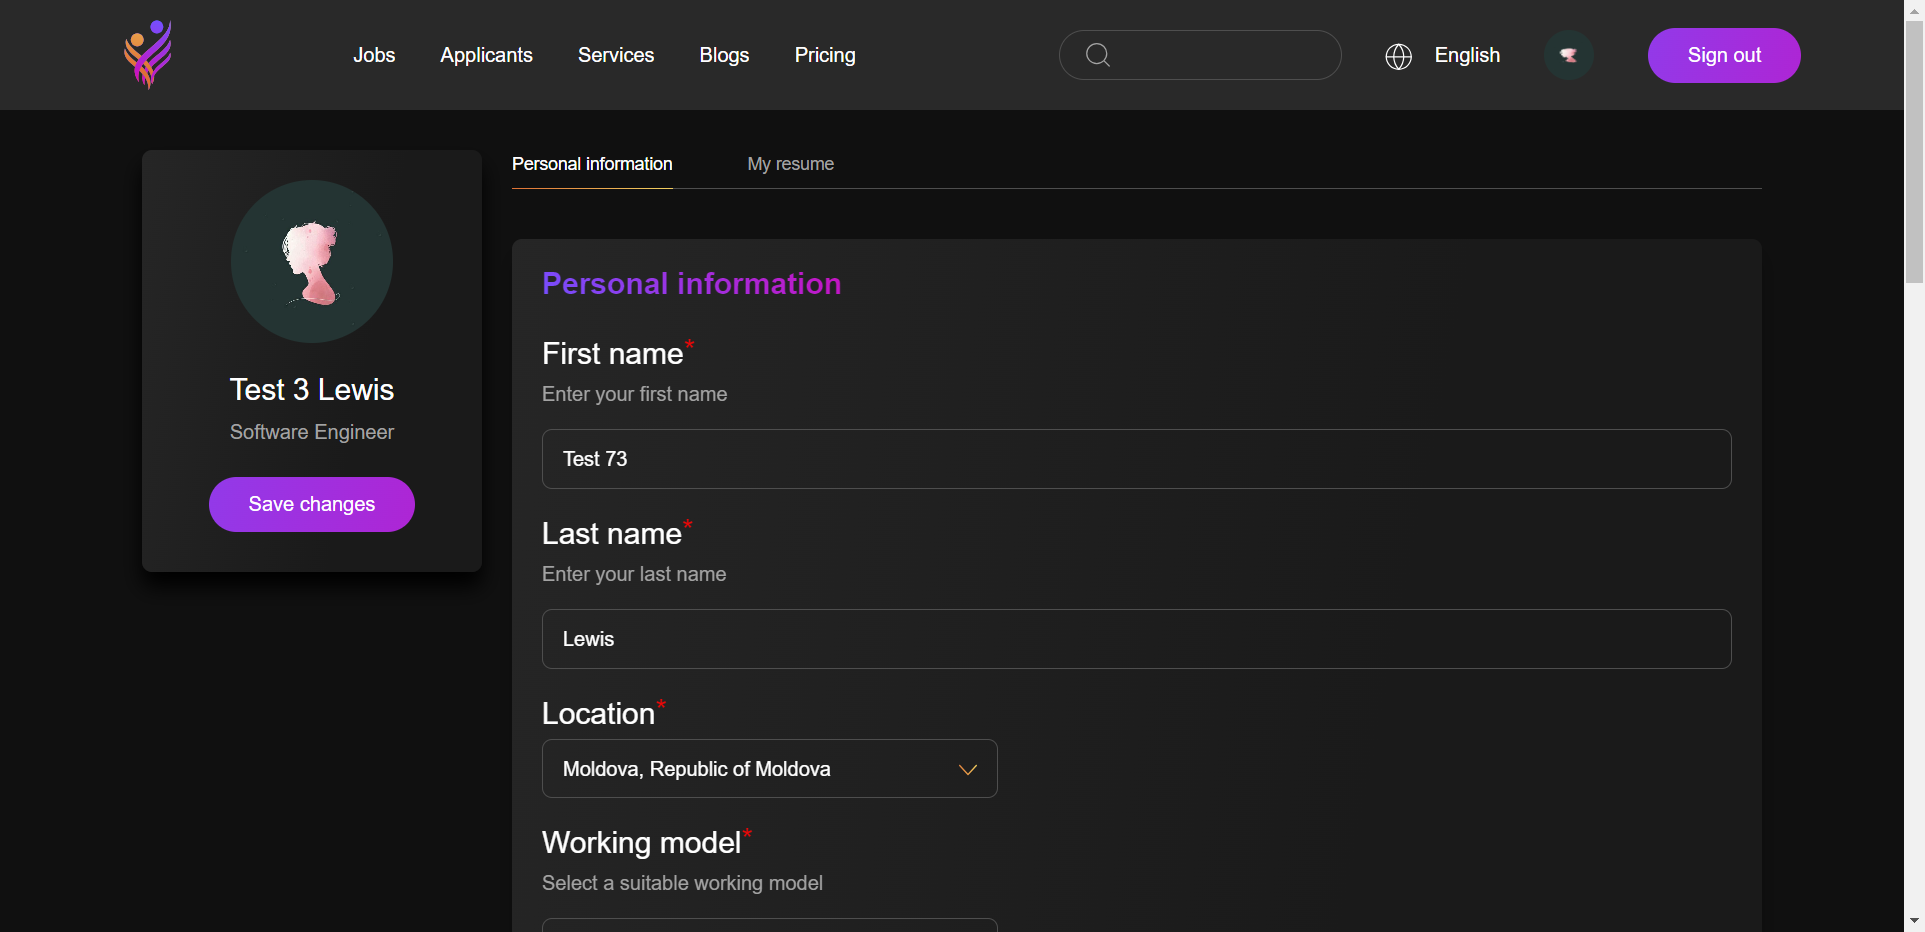 Jobs Applicants Services Blogs Pricing English Sign out
Personal information My resume
Test 3 Lewis
Software Engineer
Save changes
Personal information
First name*
Enter your first name
Test 73
Last name*
Enter your last name
Lewis
Location*
Moldova, Republic of Moldova
Working model*
Select a suitable working model